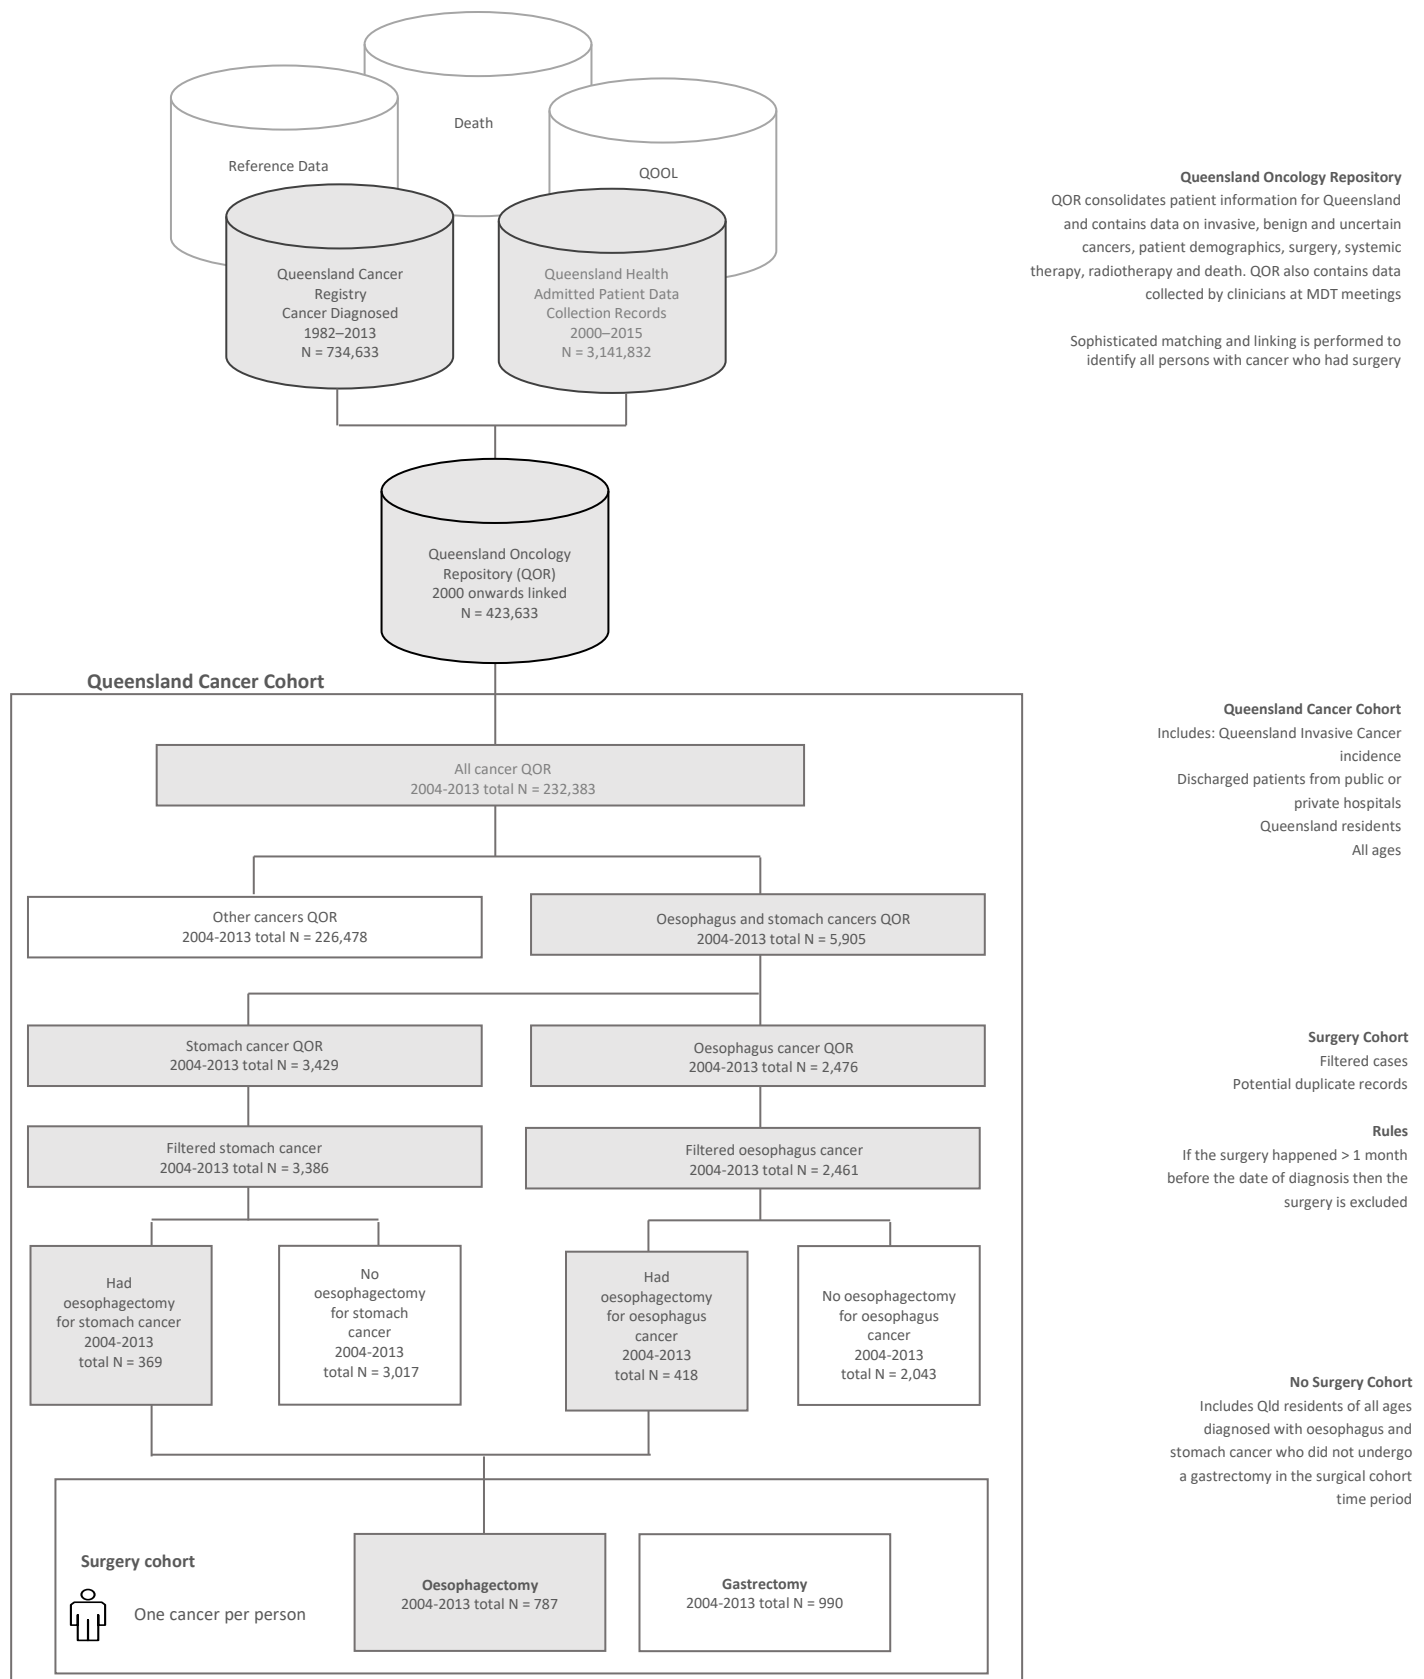 Death
Reference Data
QOOL
Queensland Cancer
Registry
Cancer Diagnosed
1982–2013
N = 734,633
Queensland Health
Admitted Patient Data
Collection Records
2000–2015
N = 3,141,832
Queensland Oncology Repository
QOR consolidates patient information for Queensland
and contains data on invasive, benign and uncertain
cancers, patient demographics, surgery, systemic
therapy, radiotherapy and death. QOR also contains data
collected by clinicians at MDT meetings
Sophisticated matching and linking is performed to
identify all persons with cancer who had surgery
Queensland Oncology
Repository (QOR)
2000 onwards linked
N = 423,633
Queensland Cancer Cohort
All cancer QOR
2004-2013 total N = 232,383
Queensland Cancer Cohort
Includes: Queensland Invasive Cancer
incidence
Discharged patients from public or
private hospitals
Queensland residents
All ages
Other cancers QOR
2004-2013 total N = 226,478
Oesophagus and stomach cancers QOR
2004-2013 total N = 5,905
Stomach cancer QOR
2004-2013 total N = 3,429
Oesophagus cancer QOR
2004-2013 total N = 2,476
Surgery Cohort
Filtered cases
Potential duplicate records
Filtered stomach cancer
2004-2013 total N = 3,386
Filtered oesophagus cancer
2004-2013 total N = 2,461
Rules
If the surgery happened > 1 month
before the date of diagnosis then the
surgery is excluded
Had
oesophagectomy
for stomach cancer
2004-2013
total N = 369
No
oesophagectomy
for stomach
cancer
2004-2013
total N = 3,017
Had
oesophagectomy
for oesophagus
cancer
2004-2013
total N = 418
No oesophagectomy
for oesophagus
cancer
2004-2013
total N = 2,043
No Surgery Cohort
Includes Qld residents of all ages
diagnosed with oesophagus and
stomach cancer who did not undergo
a gastrectomy in the surgical cohort
time period
Surgery cohort
One cancer per person
Oesophagectomy
2004-2013 total N = 787
Gastrectomy
2004-2013 total N = 990